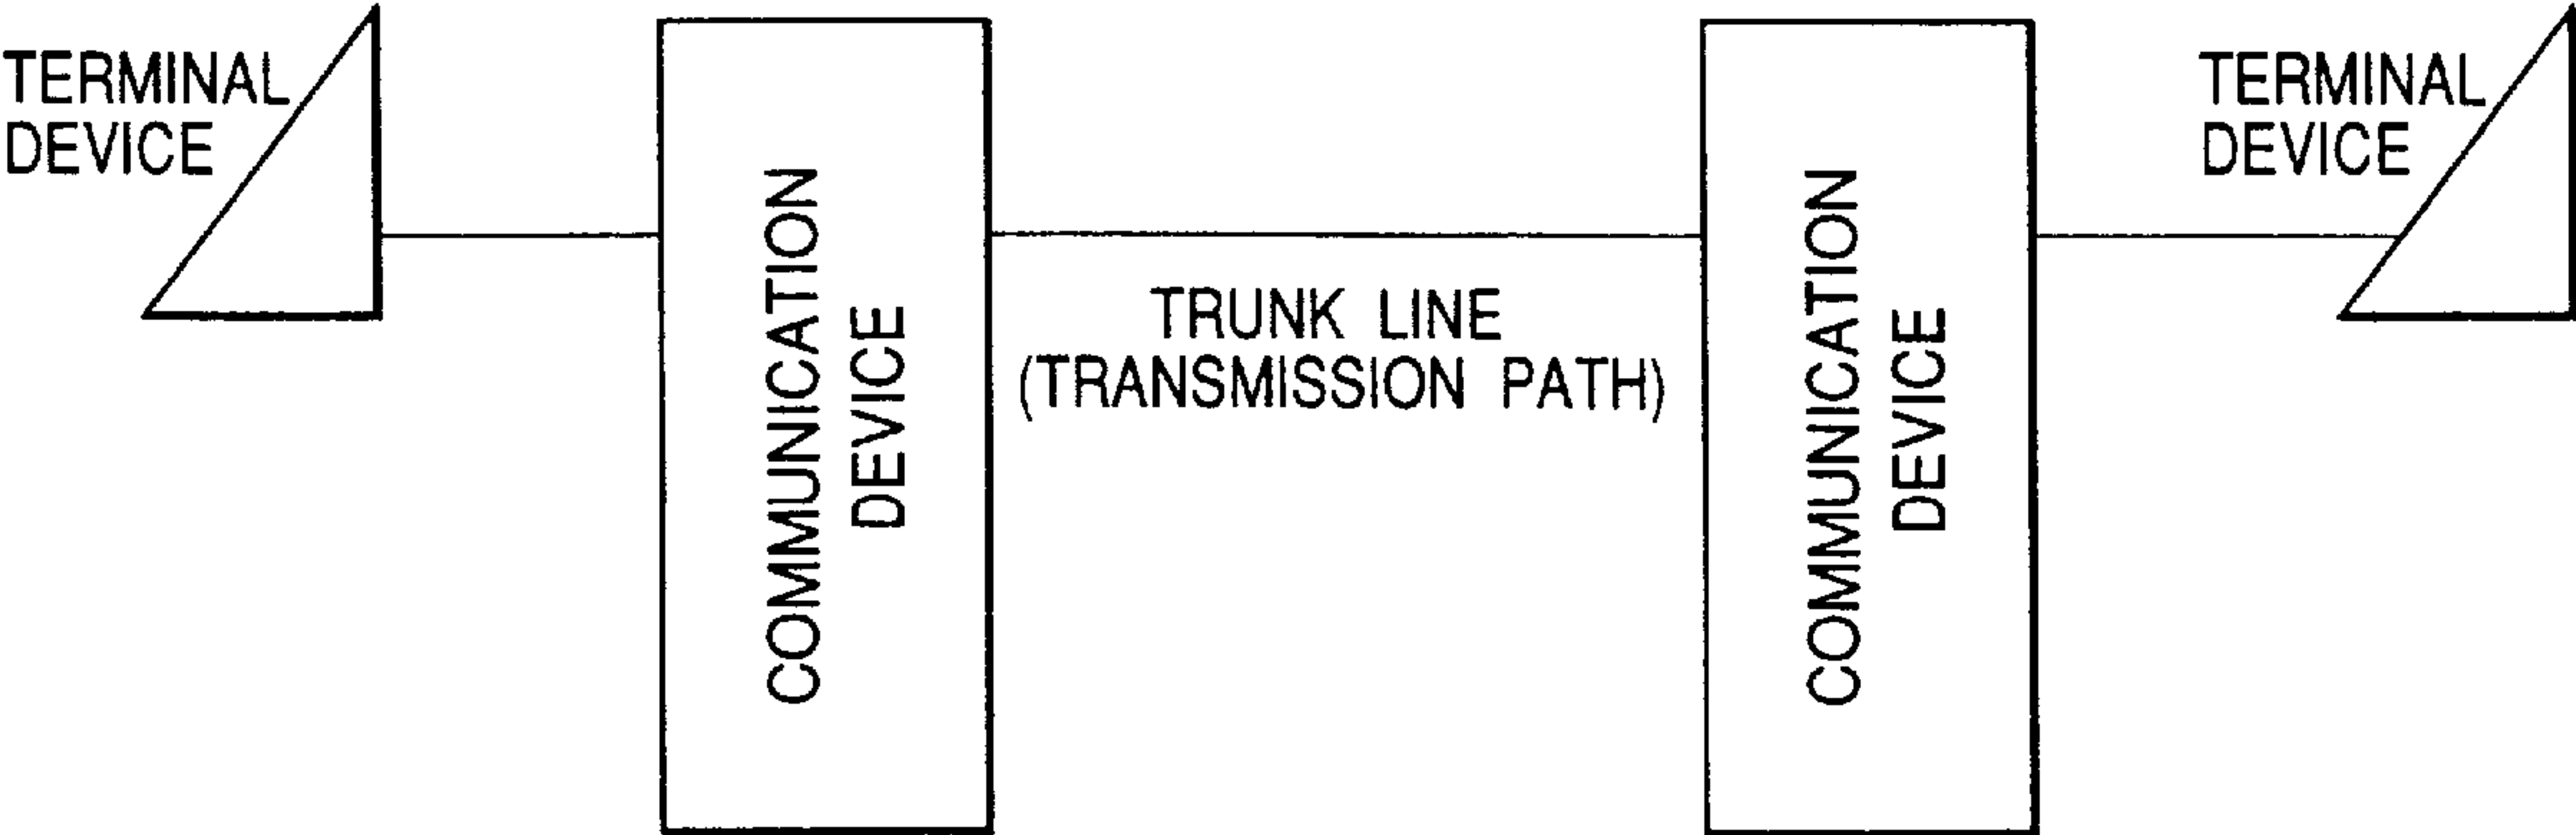 TERMINAL
DEVICE
COMMUNICATION
DEVICE
TRUNK LINE
(TRANSMISSION PATH)
COMMUNICATION
DEVICE
TERMINAL
DEVICE